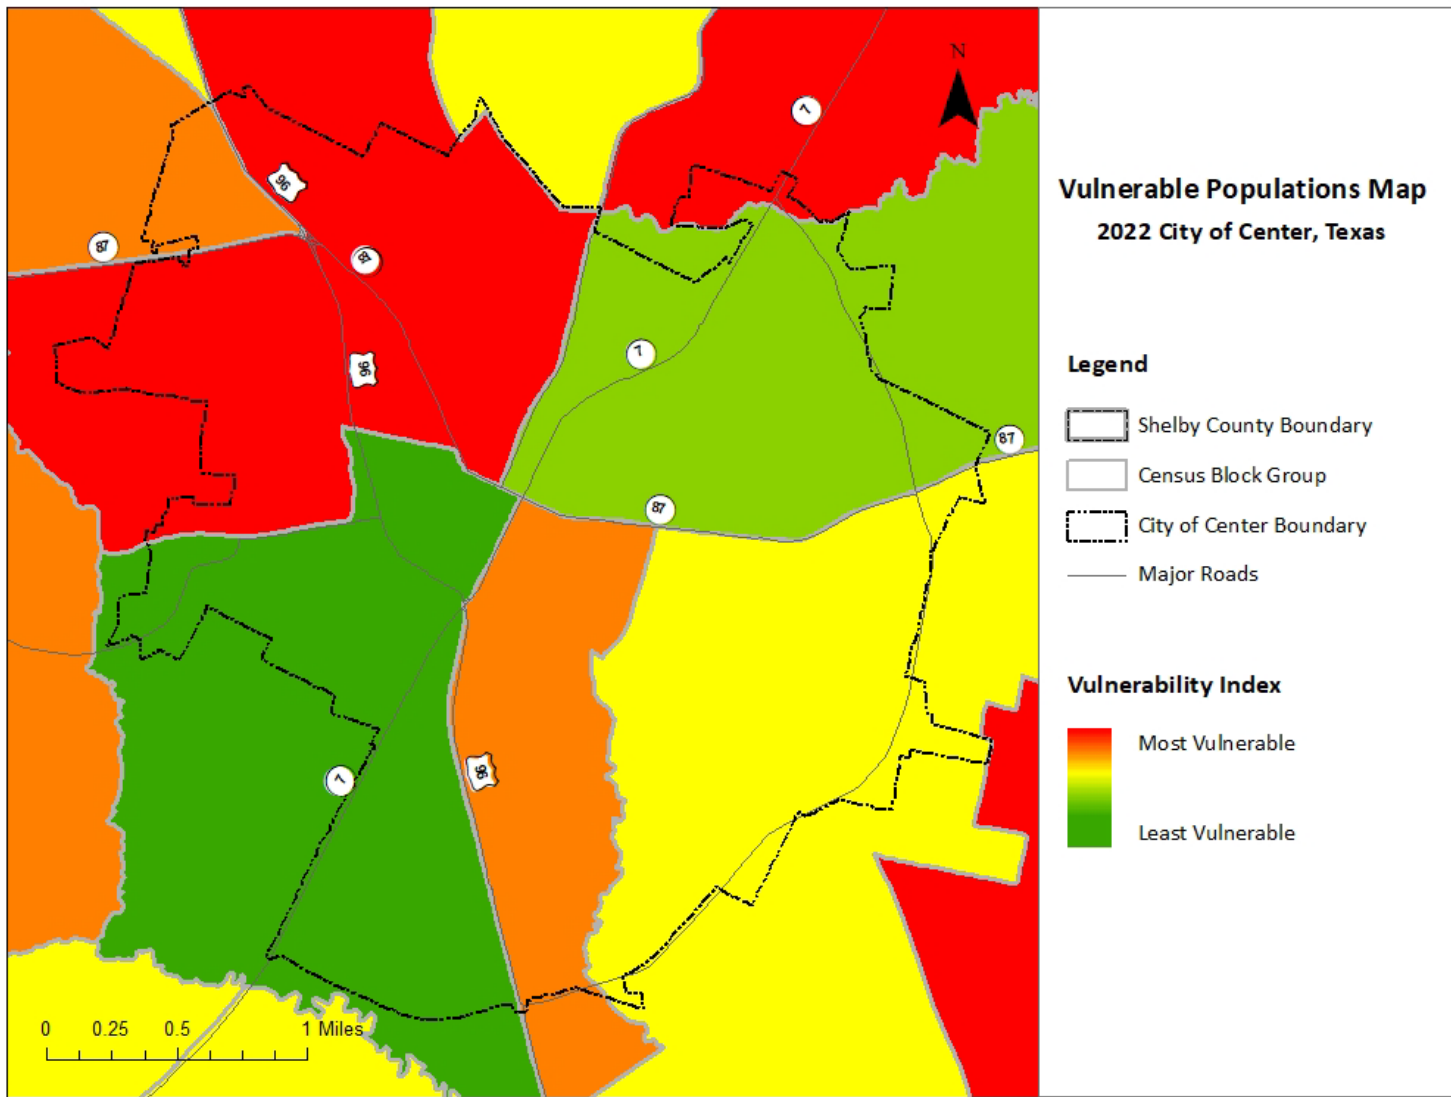 N
7
96
87
87
96
7
87
87
7
96
0 0.25 0.5 1 Miles
Vulnerable Populations Map
2022 City of Center, Texas
Legend
Shelby County Boundary
Census Block Group
City of Center Boundary
Major Roads
Vulnerability Index
Most Vulnerable
Least Vulnerable